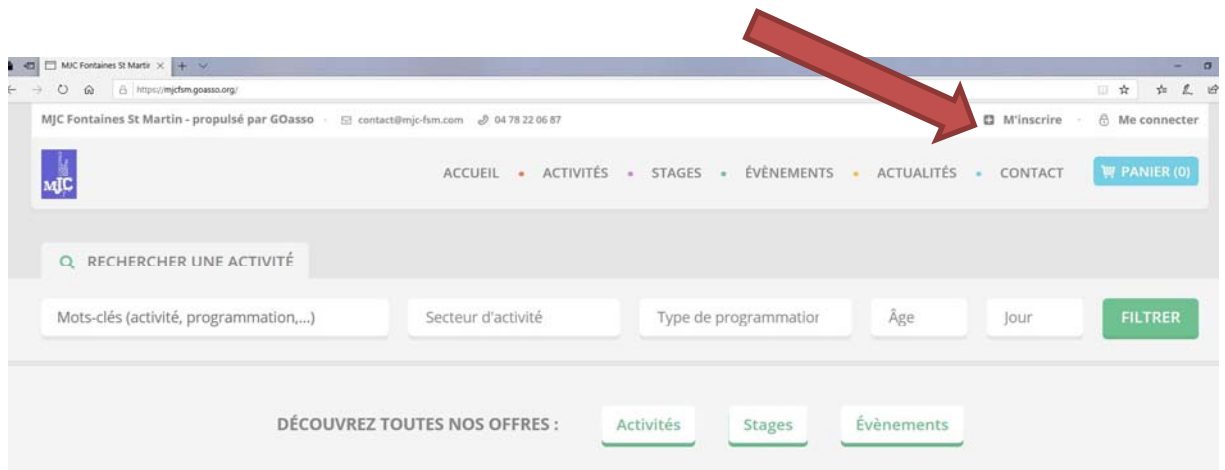 MJC Fontaines St Martir
https://mjcfsm.goasso.org/
MJC Fontaines St Martin - propulsé par GOasso contact@mjc-fsm.com 04 78 22 06 87 M'inscrire Me connecter
MJC ACCUEIL • ACTIVITÉS • STAGES • ÉVÈNEMENTS • ACTUALITÉS • CONTACT PANIER (0)
RECHERCHER UNE ACTIVITÉ
Mots-clés (activité, programmation,...) Secteur d'activité Type de programmation Âge Jour FILTRER
DÉCOUVREZ TOUTES NOS OFFRES : Activités Stages Évènements